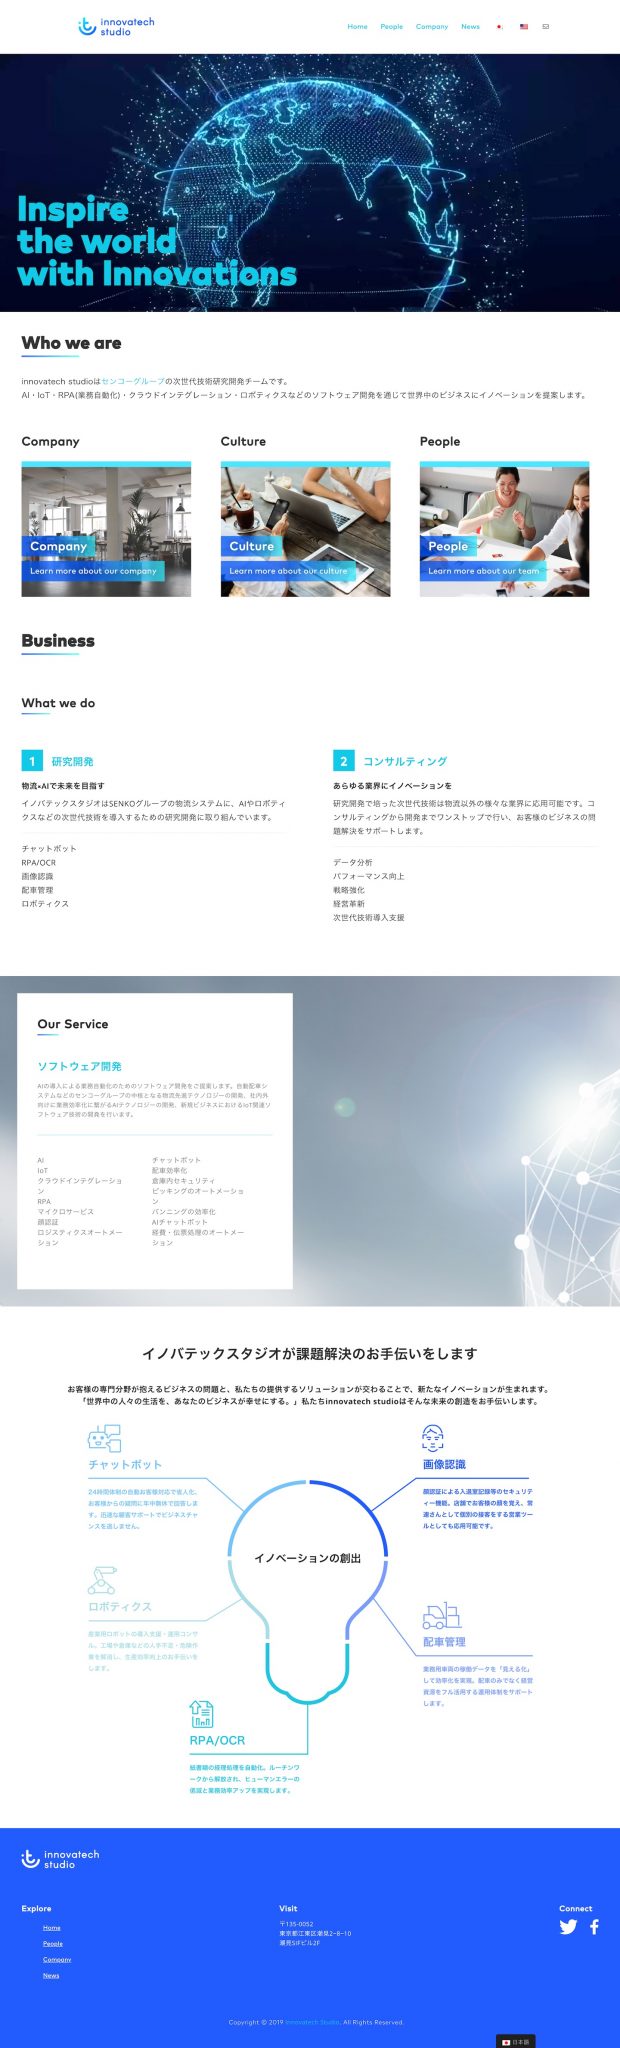 innovatech
studio
Home People Company News
Inspire
the world
with Innovations
Who we are
innovatech studioはセンコーグループの次世代技術研究開発チームです。
AI・IoT・RPA(業務自動化)・クラウドインテグレーション・ロボティクスなどのソフトウェア開発を通じて世界中のビジネスにイノベーションを提案します。
Company
Company
Learn more about our company
Culture
Culture
Learn more about our culture
People
People
Learn more about our team
Business
What we do
1 研究開発
物流×AIで未来を目指す
イノバテックスタジオはSENKOグループの物流システムに、AIやロボティ
クスなどの次世代技術を導入するための研究開発に取り組んでいます。
チャットボット
RPA/OCR
画像認識
配車管理
ロボティクス
2 コンサルティング
あらゆる業界にイノベーションを
研究開発で培った次世代技術は物流以外の様々な業界に応用可能です。コ
ンサルティングから開発までワンストップで行い、お客様のビジネスの問
題解決をサポートします。
データ分析
パフォーマンス向上
戦略強化
経営革新
次世代技術導入支援
Our Service
ソフトウェア開発
AIの導入による業務自動化のためのソフトウェア開発をご提案します。自動配車シ
ステムなどのセンコーグループの中核となる物流先進テクノロジーの開発、社内外
向けに業務効率化に繋がるAIテクノロジーの開発、新規ビジネスにおけるIoT関連ソ
フトウェア技術の開発を行います。
AI
IoT
クラウドインテグレーショ
ン
RPA
マイクロサービス
顔認証
ロジスティクスオートメー
ション
チャットボット
配車効率化
倉庫内セキュリティ
ピッキングのオートメーショ
ン
バンニングの効率化
AIチャットボット
経費・伝票処理のオートメー
ション
イノバテックスタジオが課題解決のお手伝いをします
お客様の専門分野が抱えるビジネスの問題と、私たちの提供するソリューションが交わることで、新たなイノベーションが生まれます。
「世界中の人々の生活を、あなたのビジネスが幸せにする。」私たちinnovatech studioはそんな未来の創造をお手伝いします。
チャットボット
24時間体制の自動お客様対応で省人化。
お客様からの疑問に年中無休で回答しま
す。迅速な顧客サポートでビジネスチャ
ンスを逃しません。
画像認識
顔認証による入退室記録等のセキュリテ
ィー機能。店舗でお客様の顔を覚え、常
連さんとして個別の接客をする営業ツー
ルとしても応用可能です。
イノベーションの創出
ロボティクス
産業用ロボットの導入支援・運用コンサ
ル。工場や倉庫などの人手不足・危険作
業を解消し、生産効率向上のお手伝いを
します。
配車管理
業務用車両の稼働データを「見える化」
して効率化を実現。配車のみでなく経営
資源をフル活用する運用体制をサポート
します。
RPA/OCR
紙書類の経理処理を自動化。ルーチンワ
ークから解放され、ヒューマンエラーの
低減と業務効率アップを実現します。
innovatech
studio
Explore
Home
People
Company
News
Visit
〒135-0052
東京都江東区潮見2-8-10
潮見SIFビル2F
Connect
Copyright © 2019 Innovatech Studio. All Rights Reserved.
日本語